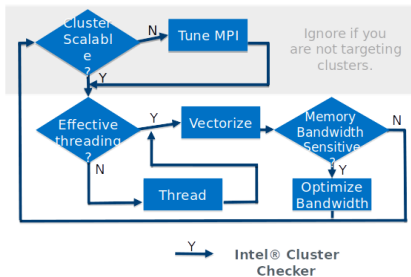 Cluster
Scalabl
e
?
N
Tune MPI
Ignore if you
are not targeting
clusters.
Y
Effective
threading
?
Y
Vectorize
Memory
Bandwidth
Sensitive
?
N
N
Y
Thread
Optimize
Bandwidth
Y
Intel® Cluster
Checker